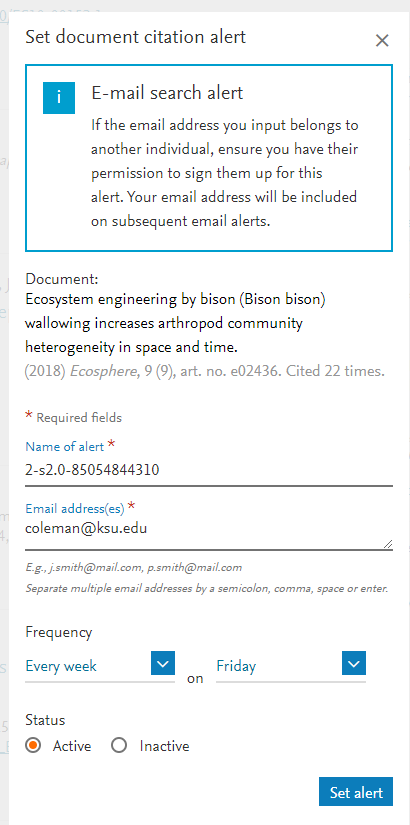 Set document citation alert
E-mail search alert
If the email address you input belongs to
another individual, ensure you have their
permission to sign them up for this
alert. Your email address will be included
on subsequent email alerts.
Document:
Ecosystem engineering by bison (Bison bison)
wallowing increases arthropod community
heterogeneity in space and time.
(2018) Ecosphere, 9 (9), art. no. e02436. Cited 22 times.
* Required fields
Name of alert *
2-s2.0-85054844310
Email address(es) *
coleman@ksu.edu
E.g., j.smith@mail.com, p.smith@mail.com
Separate multiple email addresses by a semicolon, comma, space or enter.
Frequency
Every week on Friday
Status
Active Inactive
Set alert